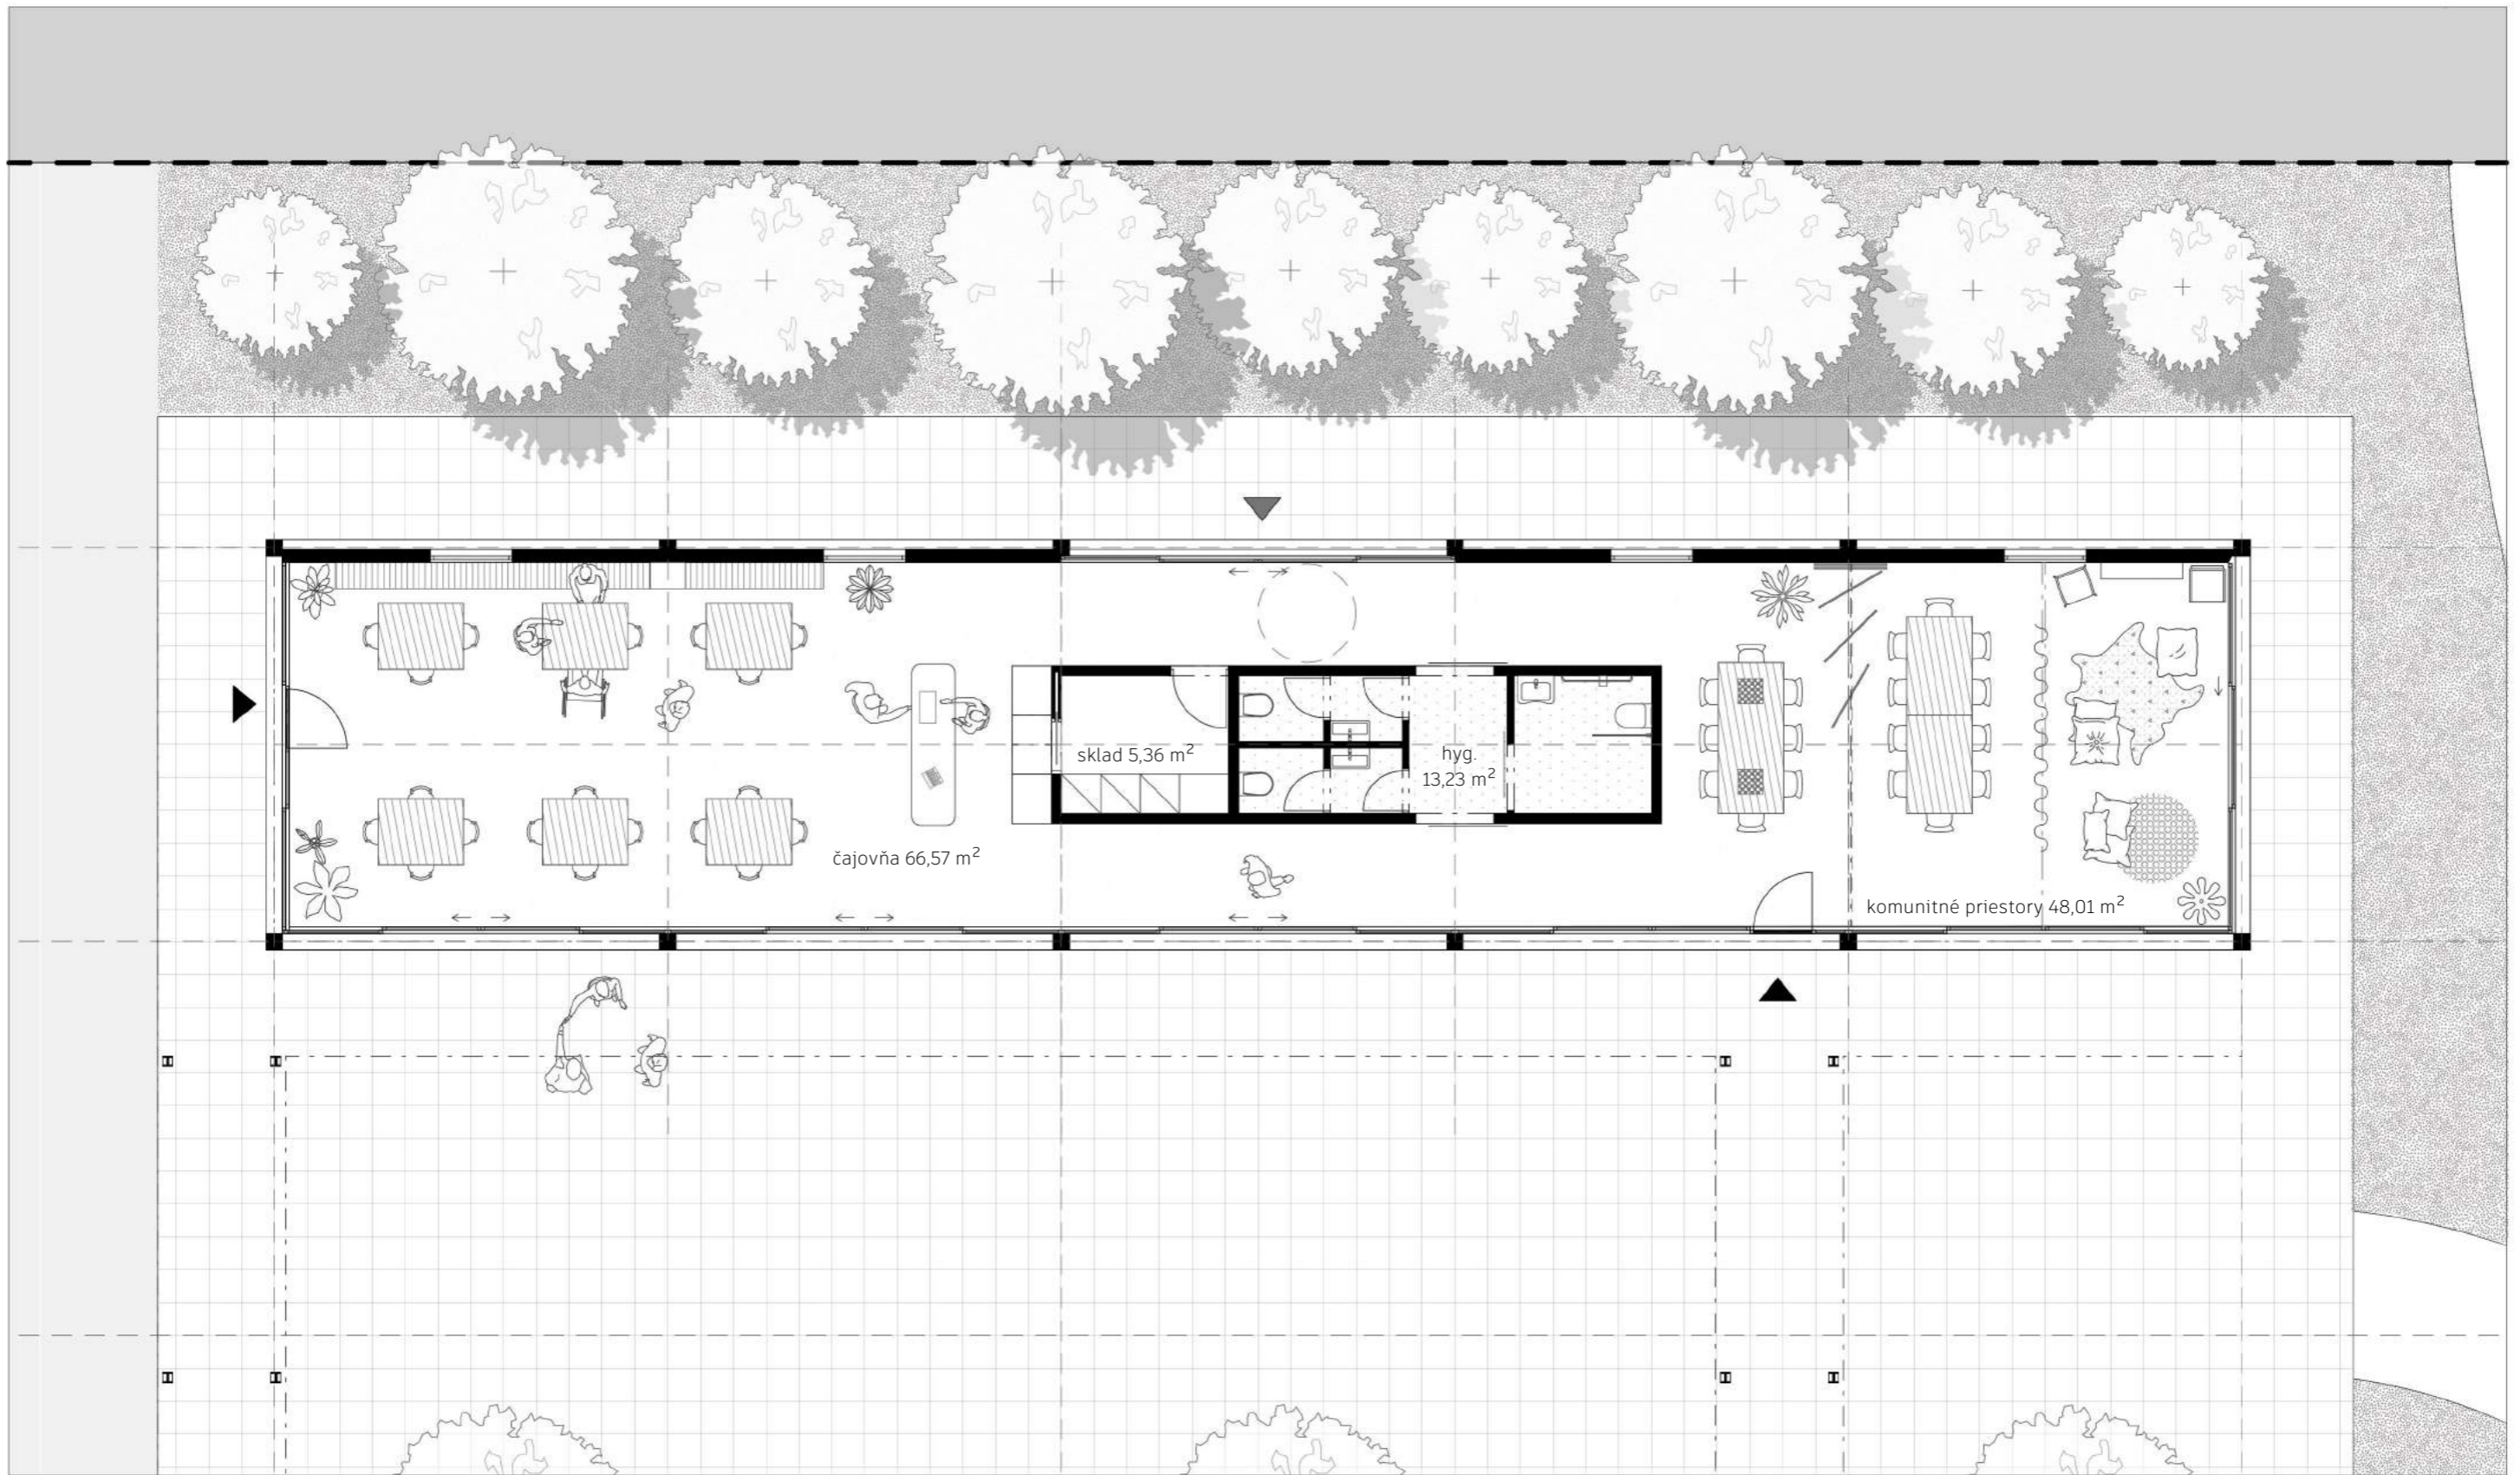 sklad 5,36 m²
hyg.
13,23 m²
čajovňa 66,57 m²
komunitné priestory 48,01 m²